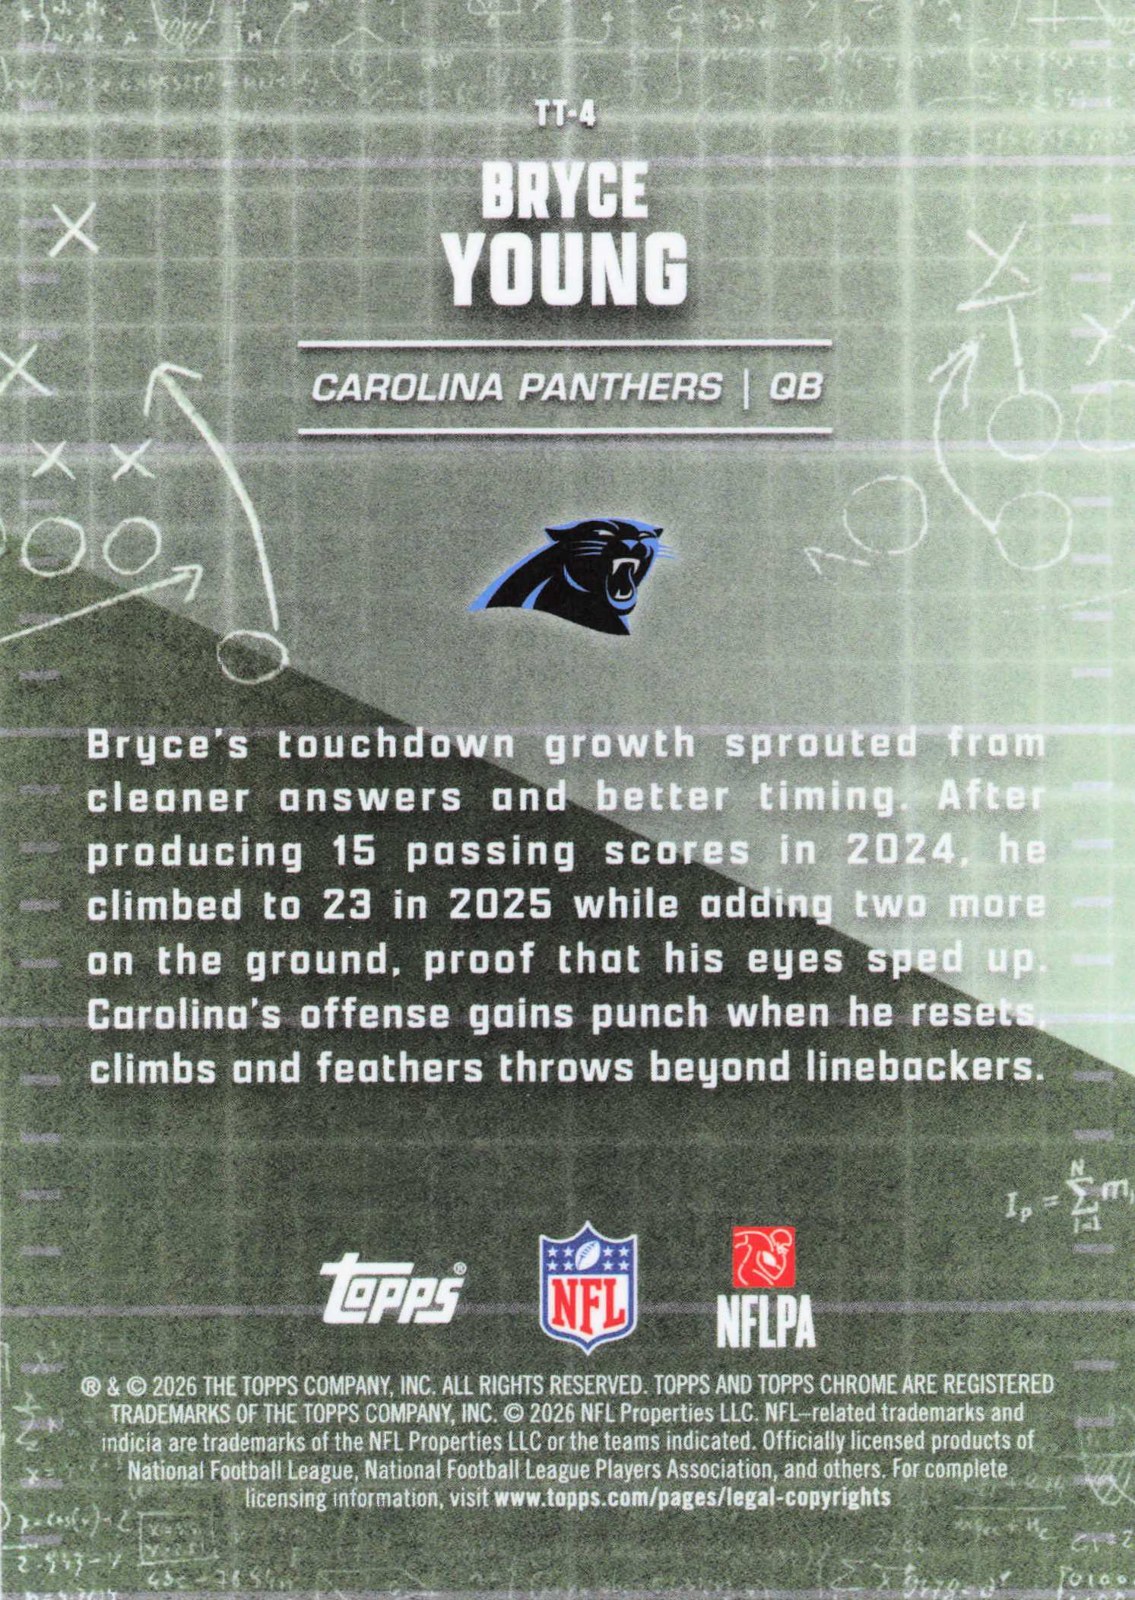 TT-4
BRYCE
YOUNG
CAROLINA PANTHERS | QB
Bryce's touchdown growth sprouted from
cleaner answers and better timing. After
producing 15 passing scores in 2024, he
climbed to 23 in 2025 while adding two more
on the ground, proof that his eyes sped up.
Carolina's offense gains punch when he resets,
climbs and feathers throws beyond linebackers.
I_P = N Σ i=1 m
topps®
NFL
NFLPA
® & © 2026 THE TOPPS COMPANY, INC. ALL RIGHTS RESERVED. TOPPS AND TOPPS CHROME ARE REGISTERED
TRADEMARKS OF THE TOPPS COMPANY, INC. © 2026 NFL Properties LLC. NFL-related trademarks and
indicia are trademarks of the NFL Properties LLC or the teams indicated. Officially licensed products of
National Football League, National Football League Players Association, and others. For complete
licensing information, visit www.topps.com/pages/legal-copyrights